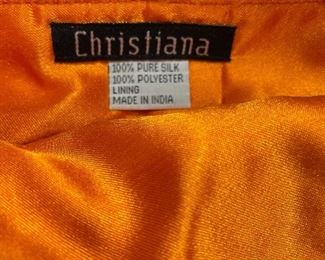 Christiana
100% PURE SILK
100% POLYESTER
LINING
MADE IN INDIA